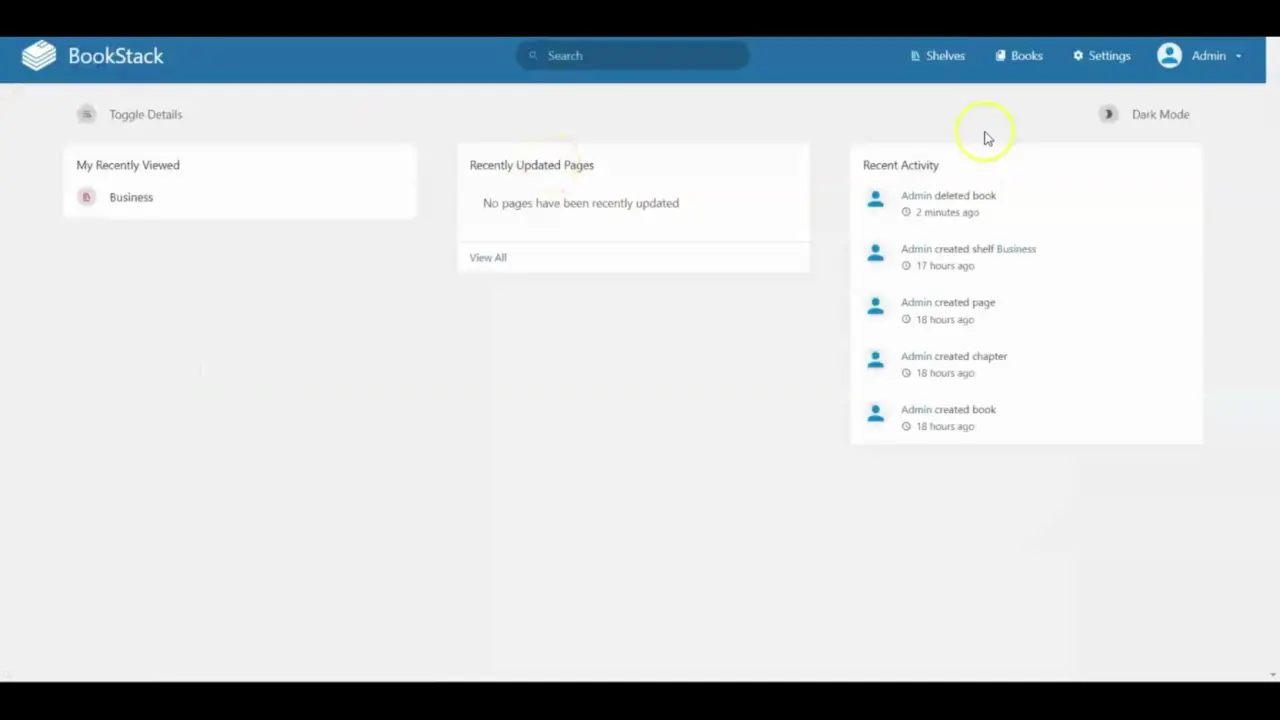 BookStack
Search
Shelves
Books
Settings
Admin
Toggle Details
Dark Mode
My Recently Viewed
Business
Recently Updated Pages
No pages have been recently updated
View All
Recent Activity
Admin deleted book
2 minutes ago
Admin created shelf Business
17 hours ago
Admin created page
18 hours ago
Admin created chapter
18 hours ago
Admin created book
18 hours ago